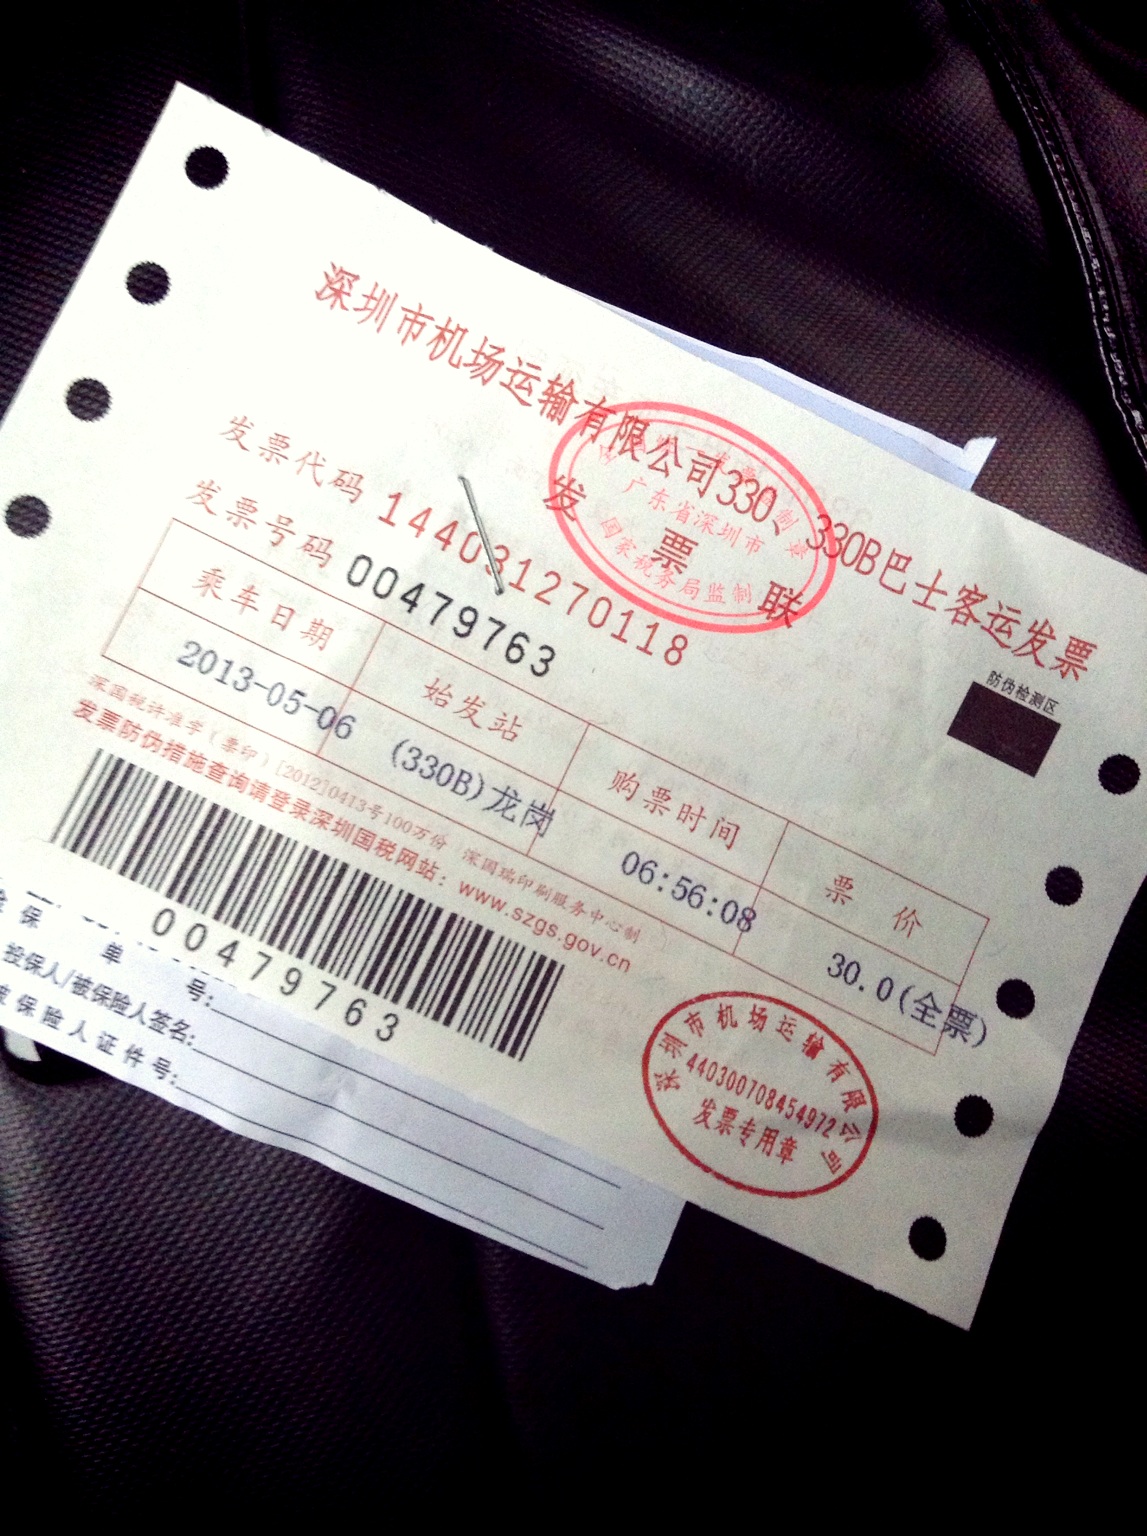 深圳市机场运输有限公司330、330B巴士客运发票
发票联
广东省深圳市
国家税务局监制
发票代码 144031270118
发票号码 00479763
防伪检测区
乘车日期 始发站 购票时间 票价
2013-05-06 (330B)龙岗 06:56:08 30.0(全票)
深国税许准字(票印)[2012]0413号100万份 深国瑞印刷服务中心制
发票防伪措施查询请登录深圳国税网站：www.szgs.gov.cn
00479763
深圳市机场运输有限公司
440300708454972
发票专用章
保单号:
投保人/被保险人签名:
被保险人证件号: